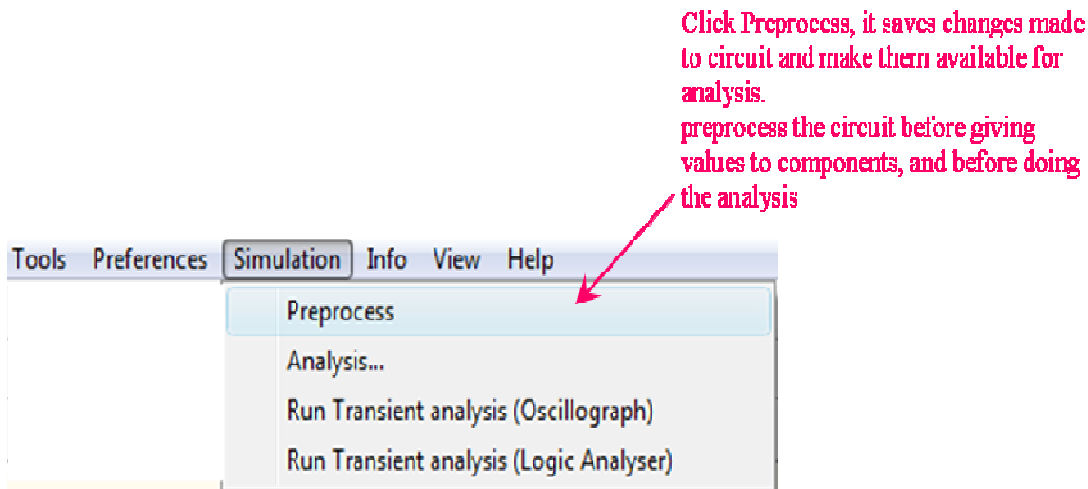 Click Preprocess, it saves changes made
to circuit and make them available for
analysis.
preprocess the circuit before giving
values to components, and before doing
the analysis
Tools Preferences Simulation Info View Help
Preprocess
Analysis...
Run Transient analysis (Oscillograph)
Run Transient analysis (Logic Analyser)